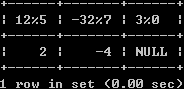 +------+-------+------+
| 12%5 | -32%7 | 3%0  |
+------+-------+------+
|    2 |    -4 | NULL |
+------+-------+------+
1 row in set (0.00 sec)